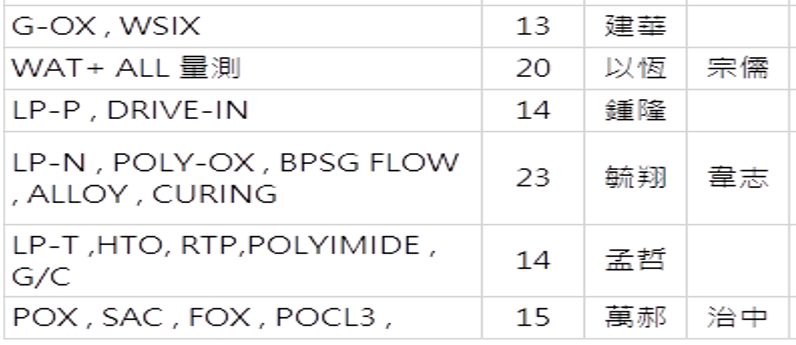 G-OX , WSIX 13 建華
WAT+ ALL 量測 20 以恆 宗儒
LP-P , DRIVE-IN 14 鍾隆
LP-N , POLY-OX , BPSG FLOW
, ALLOY , CURING 23 毓翔 韋志
LP-T ,HTO, RTP,POLYIMIDE ,
G/C 14 孟哲
POX , SAC , FOX , POCL3 , 15 萬郝 治中